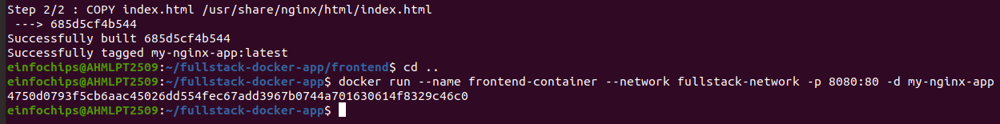 Step 2/2 : COPY index.html /usr/share/nginx/html/index.html
 ---> 685d5cf4b544
Successfully built 685d5cf4b544
Successfully tagged my-nginx-app:latest
einfochips@AHMLPT2509:~/fullstack-docker-app/frontend$ cd ..
einfochips@AHMLPT2509:~/fullstack-docker-app$ docker run --name frontend-container --network fullstack-network -p 8080:80 -d my-nginx-app
4750d0793f5cb6aac45026dd554fec67add3967b0744a701630614f8329c46c0
einfochips@AHMLPT2509:~/fullstack-docker-app$